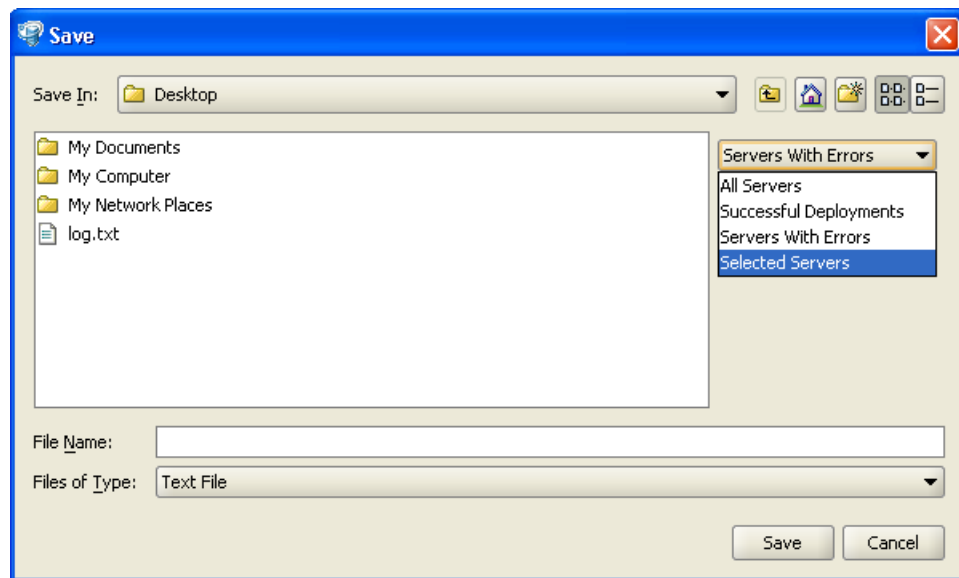 Save
Save In: Desktop
My Documents
My Computer
My Network Places
log.txt
Servers With Errors
All Servers
Successful Deployments
Servers With Errors
Selected Servers
File Name:
Files of Type: Text File
Save Cancel